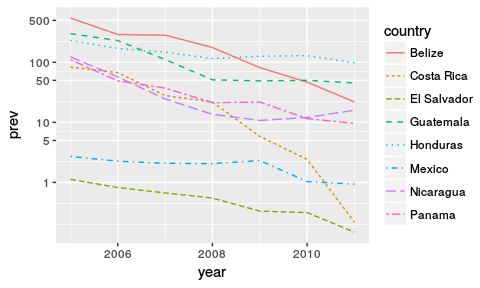 prev
500
100
50
10
5
1
2006 2008 2010
year
country
Belize
Costa Rica
El Salvador
Guatemala
Honduras
Mexico
Nicaragua
Panama